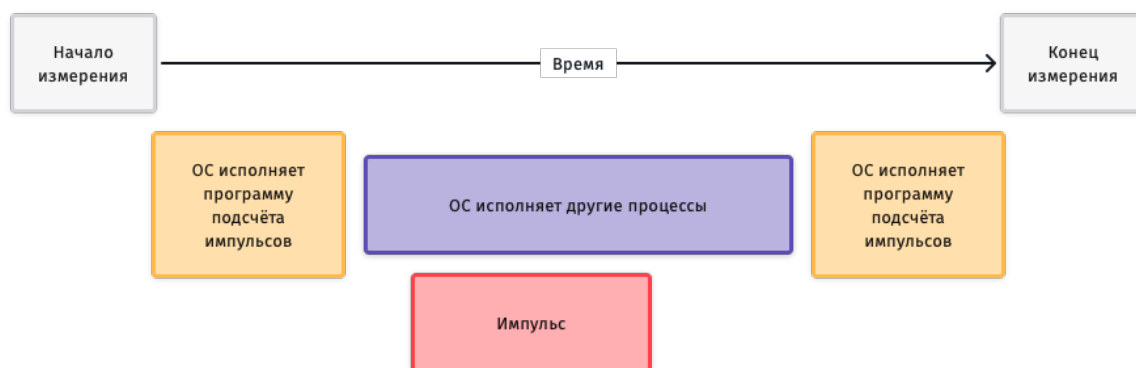 Начало
измерения
Время
Конец
измерения
ОС исполняет
программу
подсчёта
импульсов
ОС исполняет другие процессы
ОС исполняет
программу
подсчёта
импульсов
Импульс